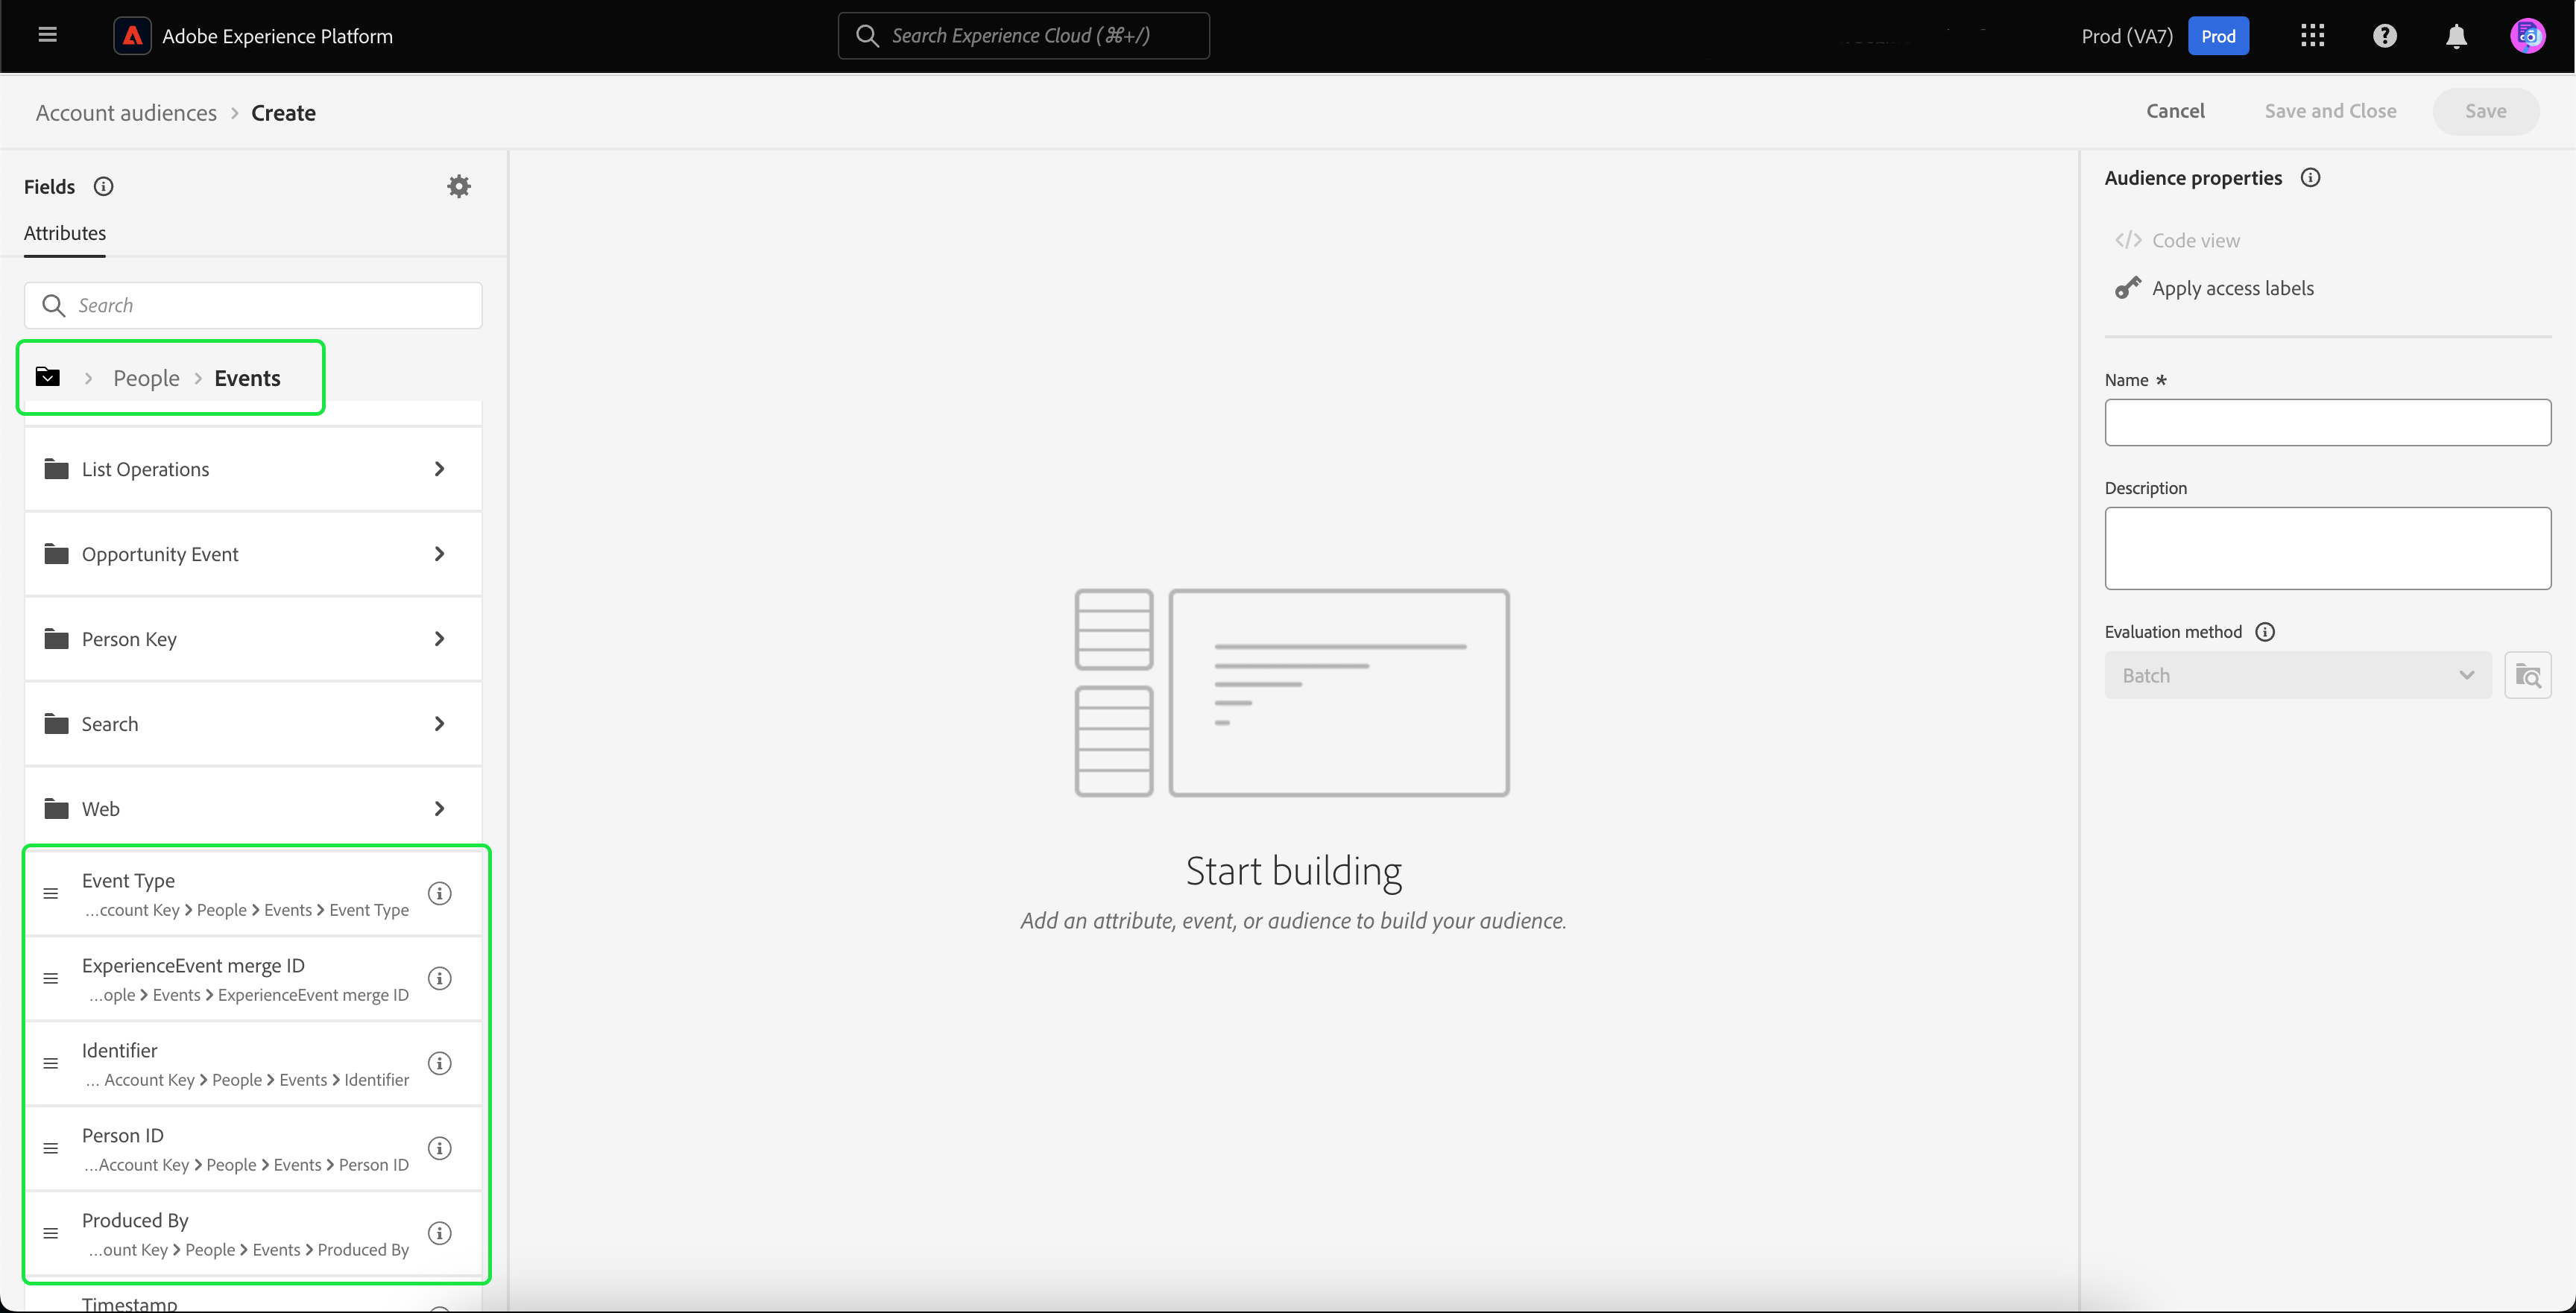 Adobe Experience Platform
Search Experience Cloud (⌘+/)
Prod (VA7)
Prod
Account audiences > Create
Cancel
Save and Close
Save
Fields
Attributes
Search
> People > Events
List Operations
Opportunity Event
Person Key
Search
Web
Event Type
...ccount Key > People > Events > Event Type
ExperienceEvent merge ID
...ople > Events > ExperienceEvent merge ID
Identifier
... Account Key > People > Events > Identifier
Person ID
...Account Key > People > Events > Person ID
Produced By
...ount Key > People > Events > Produced By
Timestamp
Start building
Add an attribute, event, or audience to build your audience.
Audience properties
</> Code view
Apply access labels
Name *
Description
Evaluation method
Batch